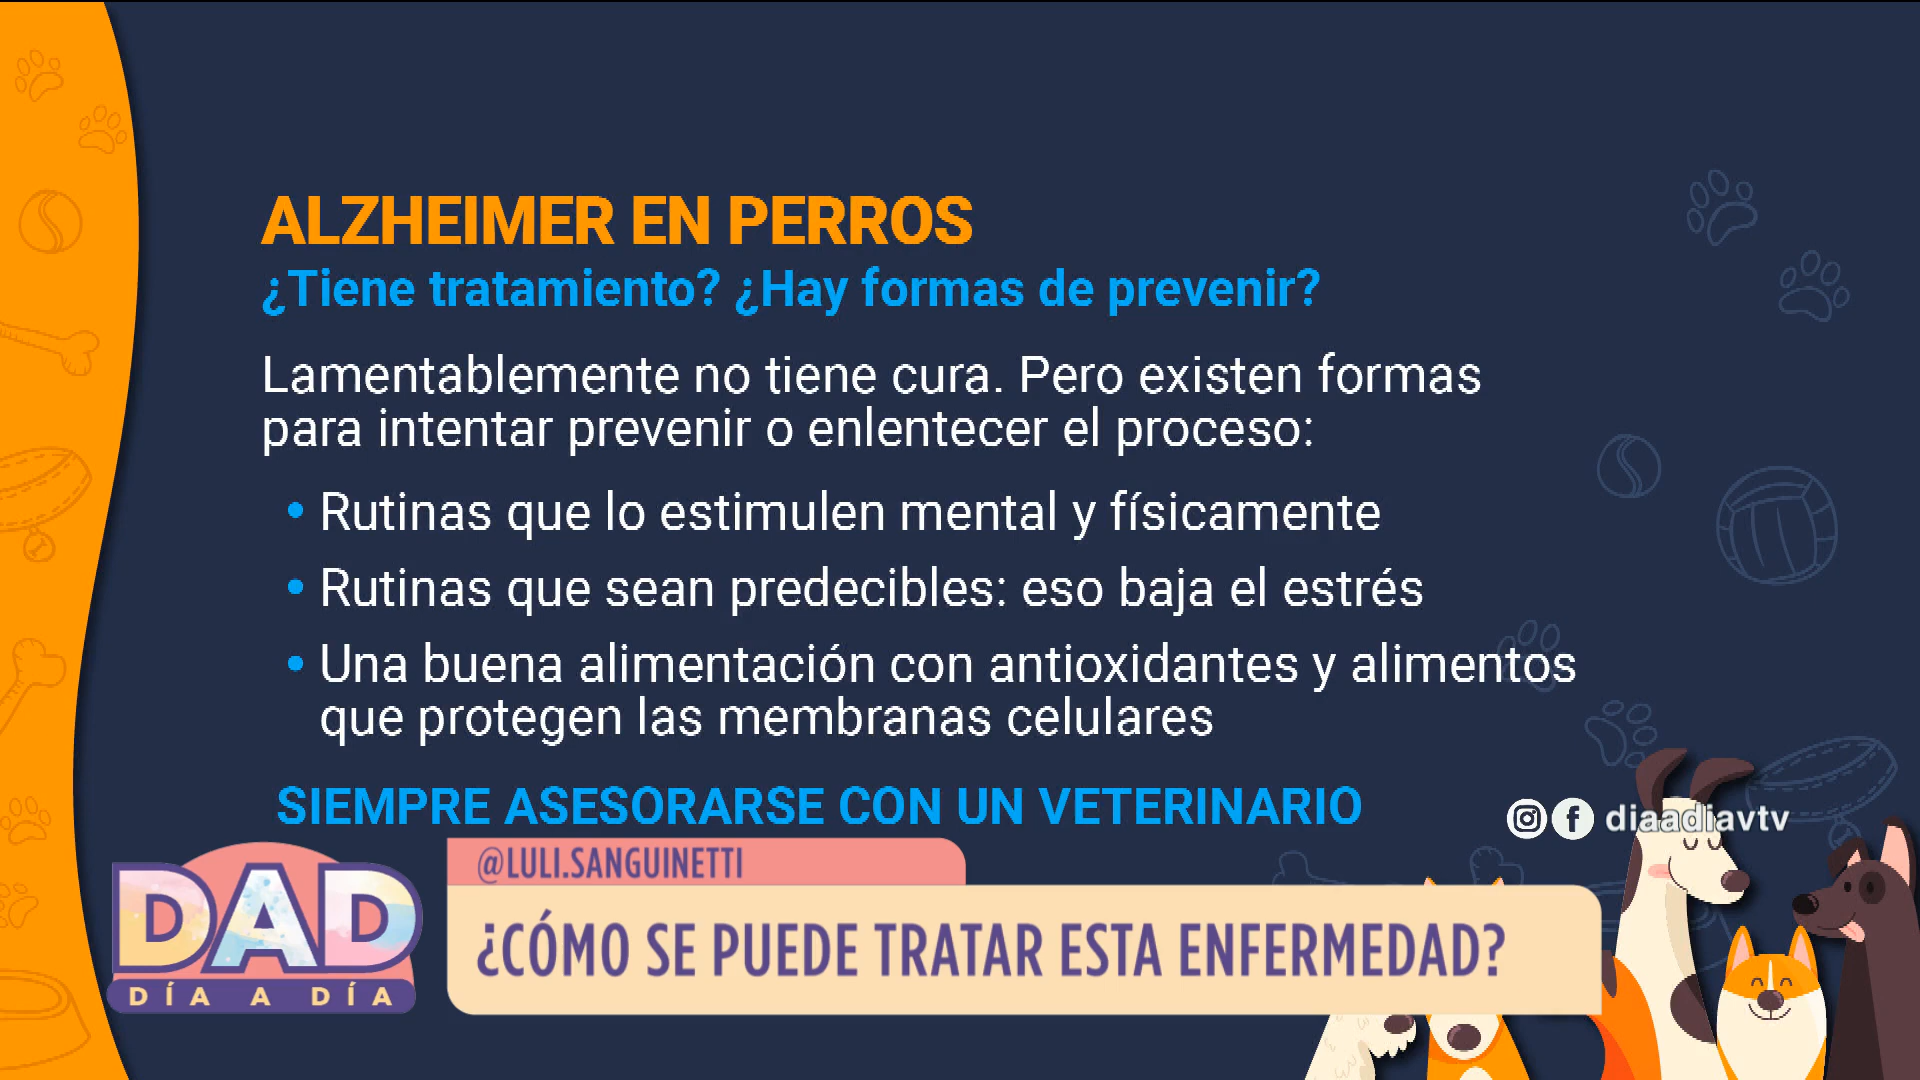 ALZHEIMER EN PERROS
¿Tiene tratamiento? ¿Hay formas de prevenir?
Lamentablemente no tiene cura. Pero existen formas
para intentar prevenir o enlentecer el proceso:
• Rutinas que lo estimulen mental y físicamente
• Rutinas que sean predecibles: eso baja el estrés
• Una buena alimentación con antioxidantes y alimentos
que protegen las membranas celulares
SIEMPRE ASESORARSE CON UN VETERINARIO
diaadiavtv
@LULI.SANGUINETTI
¿CÓMO SE PUEDE TRATAR ESTA ENFERMEDAD?
DAD
DÍA A DÍA